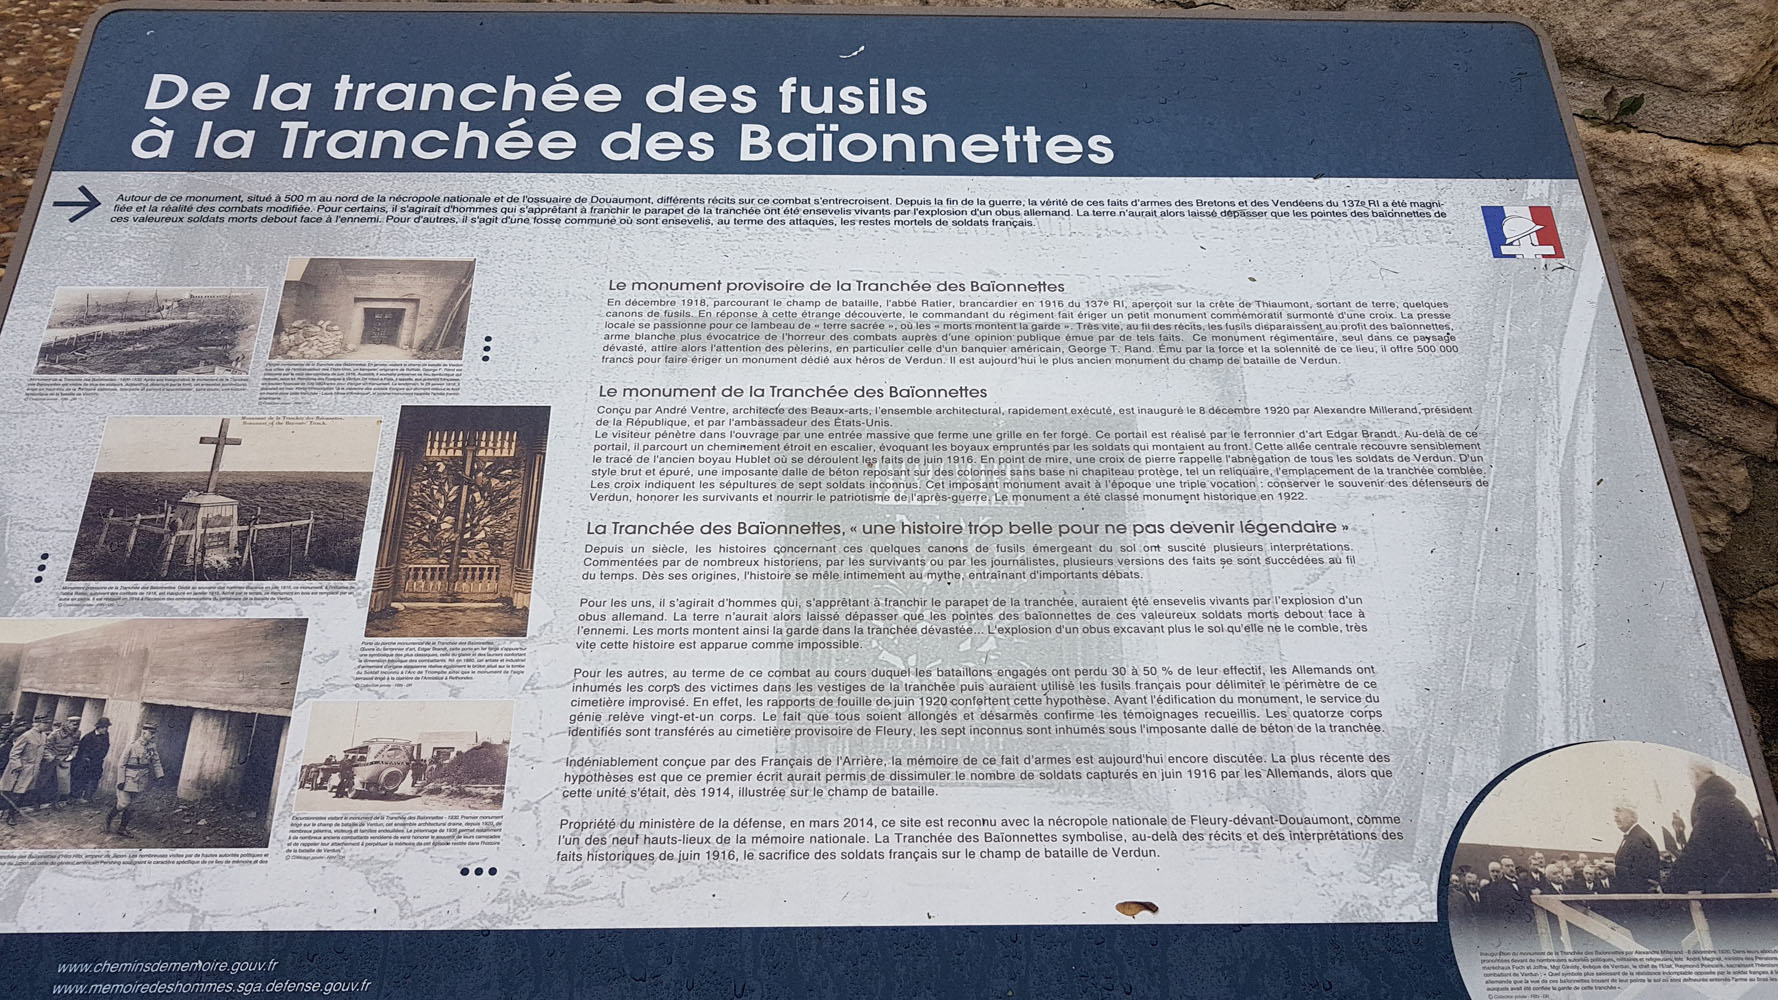 De la tranchée des fusils
à la Tranchée des Baïonnettes
Autour de ce monument, situé à 500 m au nord de la nécropole nationale et de l'ossuaire de Douaumont, différents récits sur ce combat s'entrecroisent. Depuis la fin de la guerre, la vérité de ces faits d'armes des Bretons et des Vendéens du 137e RI a été magni-
fiée et la réalité des combats modifiée. Pour certains, il s'agirait d'hommes qui s'apprêtant à franchir le parapet de la tranchée ont été ensevelis vivants par l'explosion d'un obus allemand. La terre n'aurait alors laissé dépasser que les pointes des baïonnettes de
ces valeureux soldats morts debout face à l'ennemi. Pour d'autres, il s'agit d'une fosse commune où sont ensevelis, au terme des attaques, les restes mortels de soldats français.
Le monument provisoire de la Tranchée des Baïonnettes
En décembre 1918, parcourant le champ de bataille, l'abbé Ratier, brancardier en 1916 du 137e RI, aperçoit sur la crête de Thiaumont, sortant de terre, quelques
canons de fusils. En réponse à cette étrange découverte, le commandant du régiment fait ériger un petit monument commémoratif surmonté d'une croix. La presse
locale se passionne pour ce lambeau de « terre sacrée », où les « morts montent la garde ». Très vite, au fil des récits, les fusils disparaissent au profit des baïonnettes,
arme blanche plus évocatrice de l'horreur des combats auprès d'une opinion publique émue par de tels faits. Ce monument régimentaire, seul dans ce paysage
dévasté, attire alors l'attention des pèlerins, en particulier celle d'un banquier américain, George T. Rand. Ému par la force et la solennité de ce lieu, il offre 500 000
francs pour faire ériger un monument dédié aux héros de Verdun. Il est aujourd'hui le plus ancien monument du champ de bataille de Verdun.
Le monument de la Tranchée des Baïonnettes
Conçu par André Ventre, architecte des Beaux-arts, l'ensemble architectural, rapidement exécuté, est inauguré le 8 décembre 1920 par Alexandre Millerand, président
de la République, et par l'ambassadeur des États-Unis.
Le visiteur pénètre dans l'ouvrage par une entrée massive que ferme une grille en fer forgé. Ce portail est réalisé par le ferronnier d'art Edgar Brandt. Au-delà de ce
portail, il parcourt un cheminement étroit en escalier, évoquant les boyaux empruntés par les soldats qui montaient au front. Cette allée centrale recouvre sensiblement
le tracé de l'ancien boyau Hublet où se déroulent les faits de juin 1916. En point de mire, une croix de pierre rappelle l'abnégation de tous les soldats de Verdun. D'un
style brut et épuré, une imposante dalle de béton reposant sur des colonnes sans base ni chapiteau protège, tel un reliquaire, l'emplacement de la tranchée comblée.
Les croix indiquent les sépultures de sept soldats inconnus. Cet imposant monument avait à l'époque une triple vocation : conserver le souvenir des défenseurs de
Verdun, honorer les survivants et nourrir le patriotisme de l'après-guerre. Le monument a été classé monument historique en 1922.
La Tranchée des Baïonnettes, « une histoire trop belle pour ne pas devenir légendaire »
Depuis un siècle, les histoires concernant ces quelques canons de fusils émergeant du sol ont suscité plusieurs interprétations.
Commentées par de nombreux historiens, par les survivants ou par les journalistes, plusieurs versions des faits se sont succédées au fil
du temps. Dès ses origines, l'histoire se mêle intimement au mythe, entraînant d'importants débats.
Pour les uns, il s'agirait d'hommes qui, s'apprêtant à franchir le parapet de la tranchée, auraient été ensevelis vivants par l'explosion d'un
obus allemand. La terre n'aurait alors laissé dépasser que les pointes des baïonnettes de ces valeureux soldats morts debout face à
l'ennemi. Les morts montent ainsi la garde dans la tranchée dévastée... L'explosion d'un obus excavant plus le sol qu'elle ne le comble, très
vite cette histoire est apparue comme impossible.
Pour les autres, au terme de ce combat au cours duquel les bataillons engagés ont perdu 30 à 50 % de leur effectif, les Allemands ont
inhumés les corps des victimes dans les vestiges de la tranchée puis auraient utilisé les fusils français pour délimiter le périmètre de ce
cimetière improvisé. En effet, les rapports de fouille de juin 1920 confortent cette hypothèse. Avant l'édification du monument, le service du
génie relève vingt-et-un corps. Le fait que tous soient allongés et désarmés confirme les témoignages recueillis. Les quatorze corps
identifiés sont transférés au cimetière provisoire de Fleury, les sept inconnus sont inhumés sous l'imposante dalle de béton de la tranchée.
Indéniablement conçue par des Français de l'Arrière, la mémoire de ce fait d'armes est aujourd'hui encore discutée. La plus récente des
hypothèses est que ce premier écrit aurait permis de dissimuler le nombre de soldats capturés en juin 1916 par les Allemands, alors que
cette unité s'était, dès 1914, illustrée sur le champ de bataille.
Propriété du ministère de la défense, en mars 2014, ce site est reconnu avec la nécropole nationale de Fleury-devant-Douaumont, comme
l'un des neuf hauts-lieux de la mémoire nationale. La Tranchée des Baïonnettes symbolise, au-delà des récits et des interprétations des
faits historiques de juin 1916, le sacrifice des soldats français sur le champ de bataille de Verdun.
www.cheminsdememoire.gouv.fr
www.memoiredeshommes.sga.defense.gouv.fr